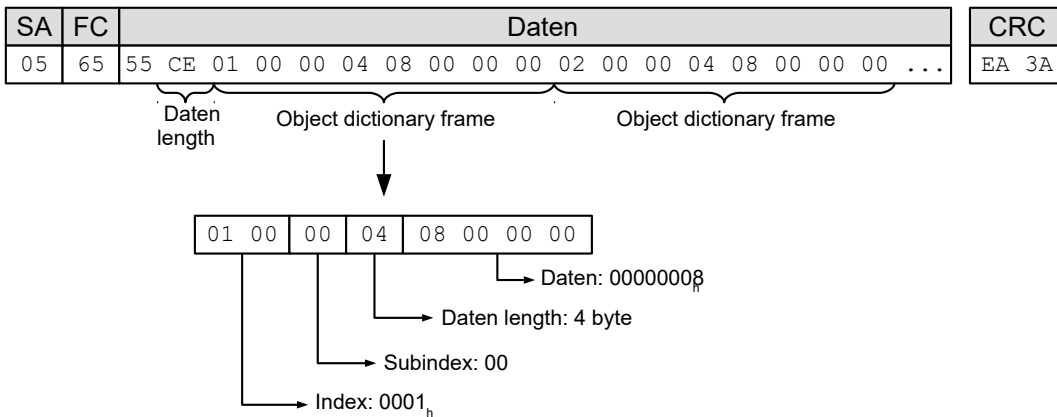 SA FC Daten CRC
05 65 55 CE 01 00 00 04 08 00 00 00 02 00 00 04 08 00 00 00 ... EA 3A
Daten length
Object dictionary frame
Object dictionary frame
01 00 00 04 08 00 00 00
Daten: 00000008h
Daten length: 4 byte
Subindex: 00
Index: 0001h